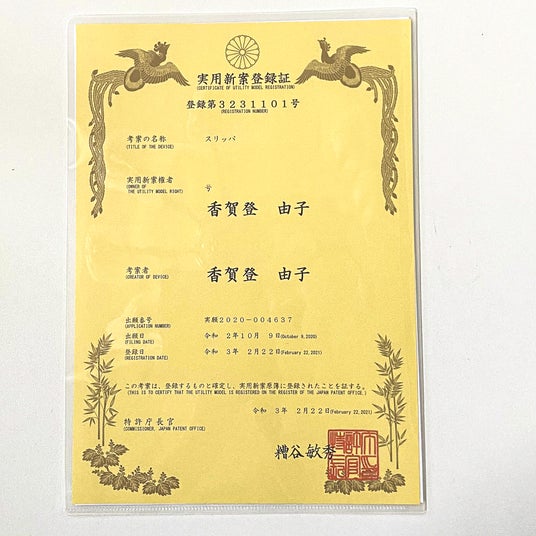 実用新案登録証
(CERTIFICATE OF UTILITY MODEL REGISTRATION)
登録第3231101号
(REGISTRATION NUMBER)
考案の名称 スリッパ
(TITLE OF THE DEVICE)
実用新案権者
(OWNER OF THE UTILITY MODEL RIGHT)
号
香賀登 由子
考案者 香賀登 由子
(CREATOR OF DEVICE)
出願番号 実願2020-004637
(APPLICATION NUMBER)
出願日 令和 2年10月 9日(October 9,2020)
(FILING DATE)
登録日 令和 3年 2月22日(February 22,2021)
(REGISTRATION DATE)
この考案は、登録するものと確定し、実用新案原簿に登録されたことを証する。
(THIS IS TO CERTIFY THAT THE UTILITY MODEL IS REGISTERED ON THE REGISTER OF THE JAPAN PATENT OFFICE.)
令和 3年 2月22日(February 22,2021)
特許庁長官
(COMMISSIONER, JAPAN PATENT OFFICE)
糟谷敏秀